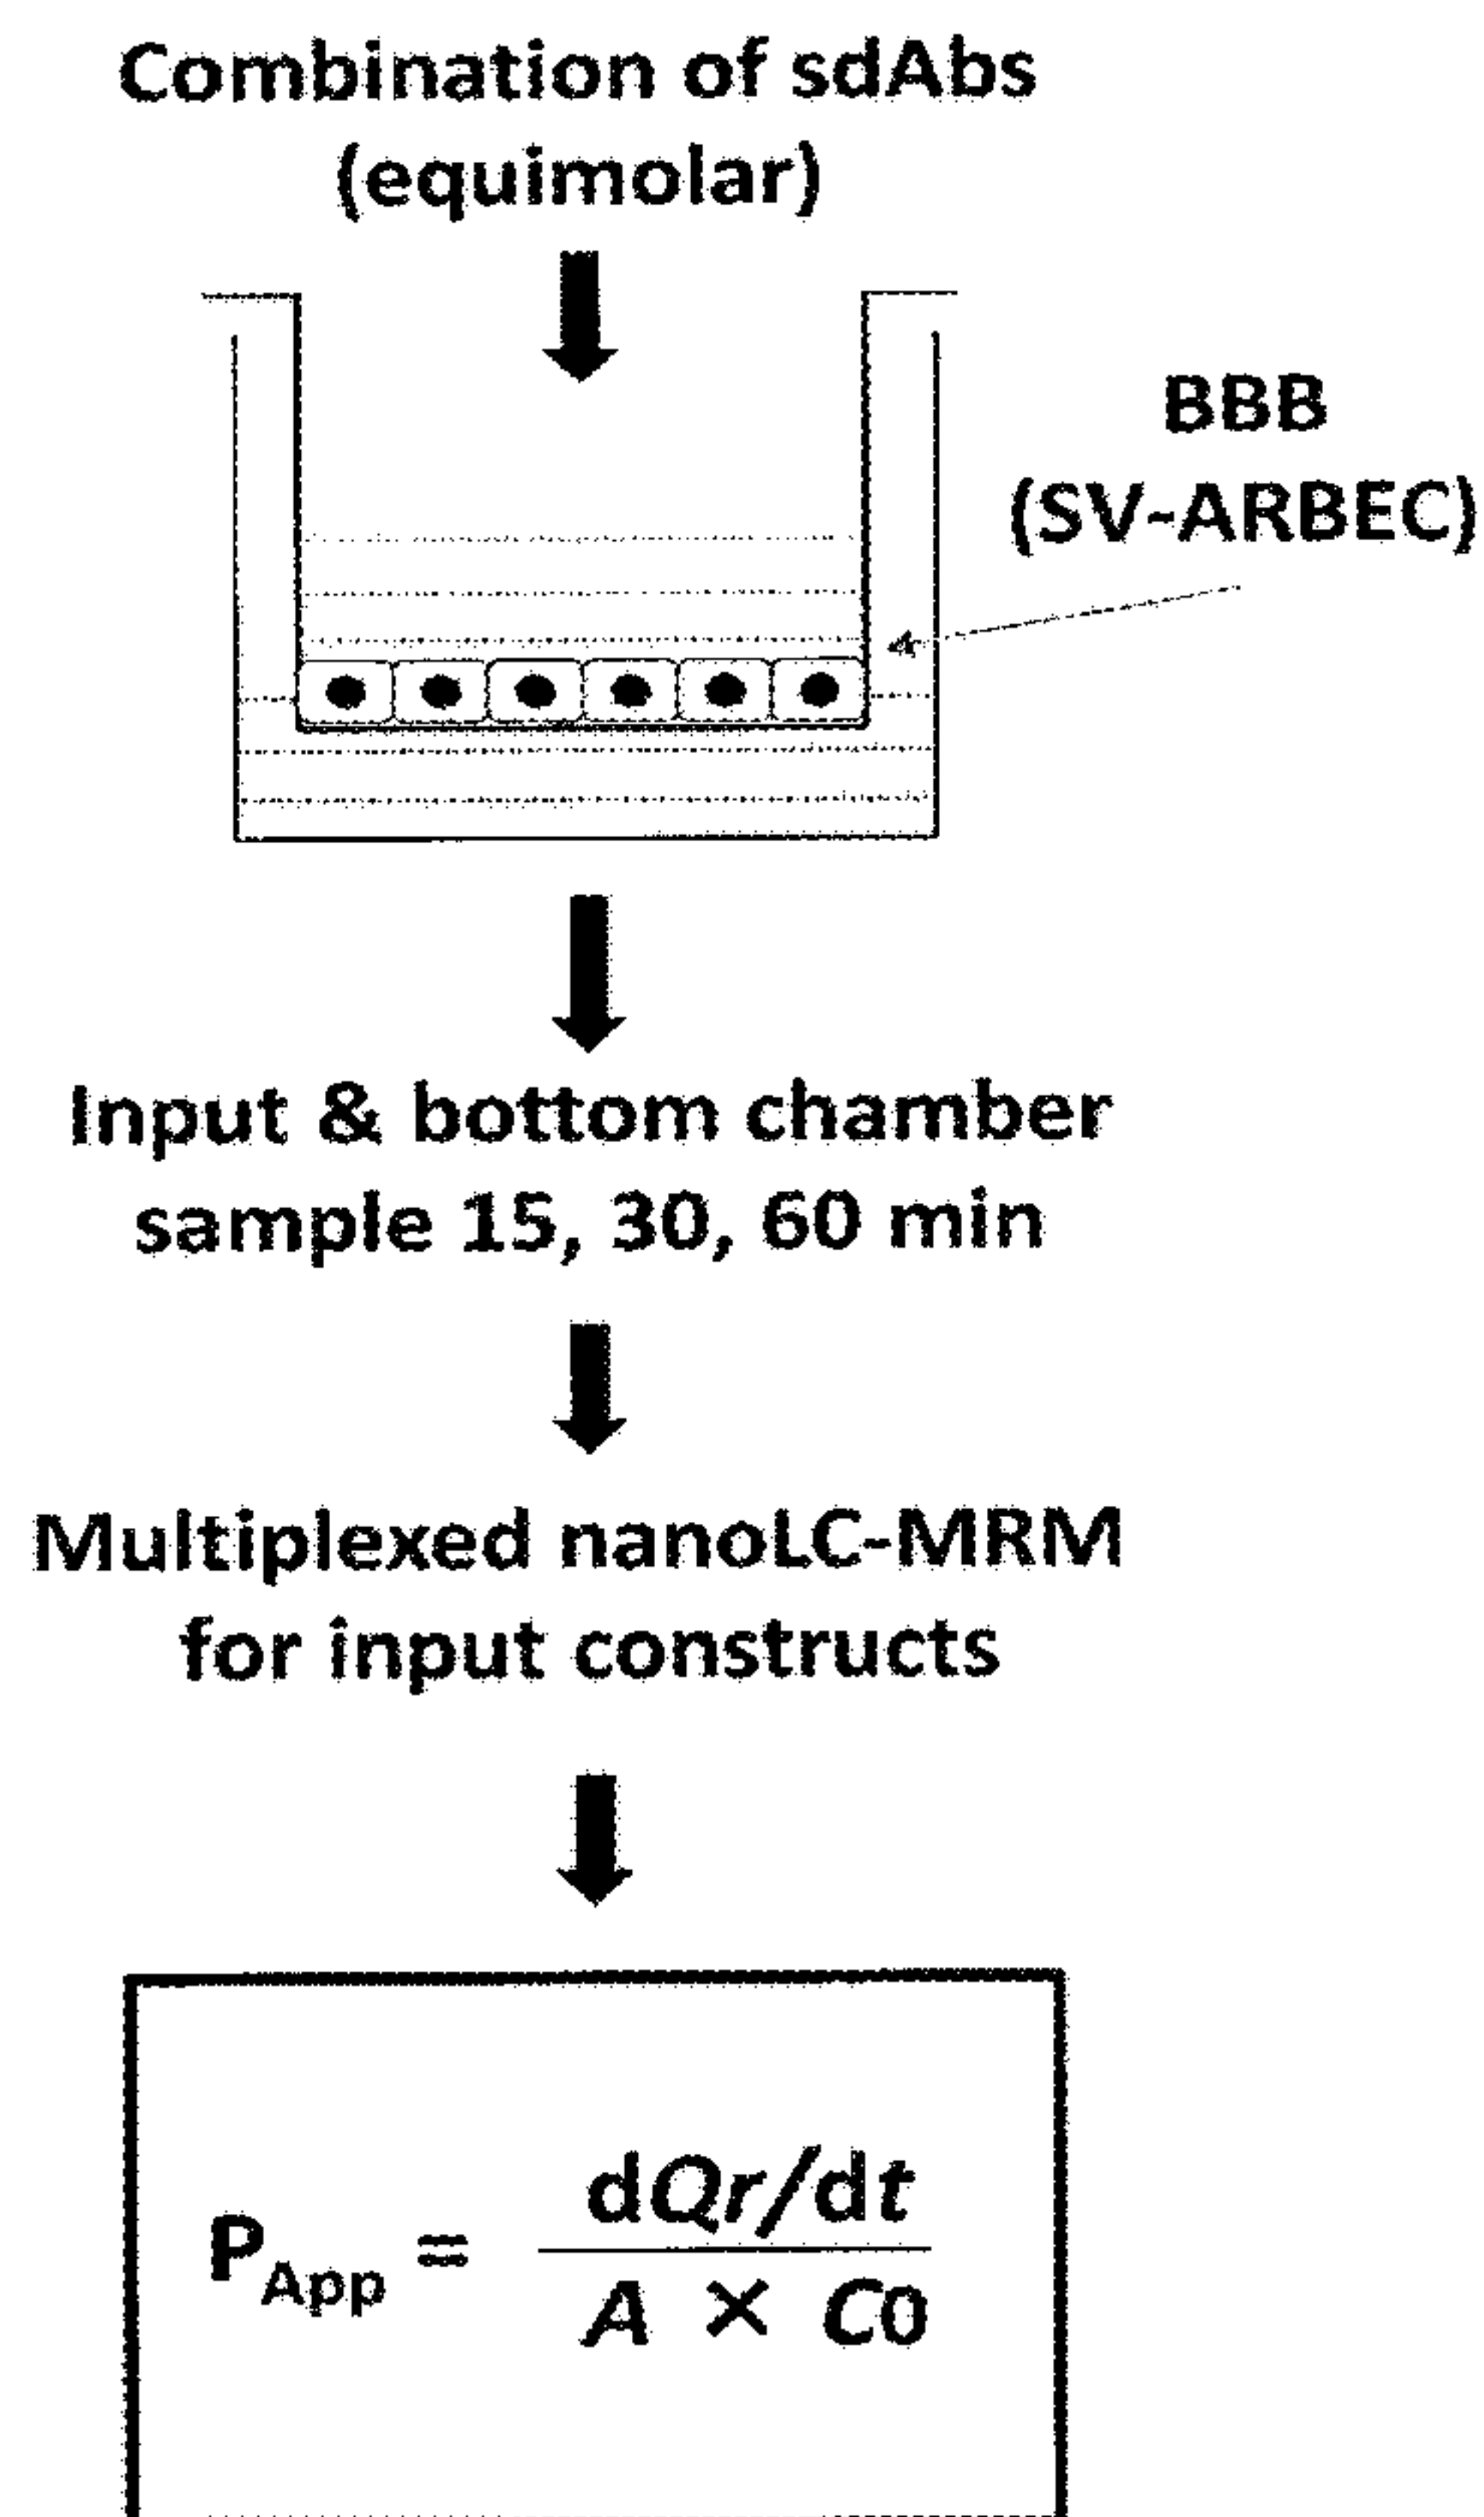 Combination of sdAbs
(equimolar)
BBB
(SV-ARBEC)
Input & bottom chamber
sample 15, 30, 60 min
Multiplexed nanoLC-MRM
for input constructs
P_App = dQr/dt
A × C0